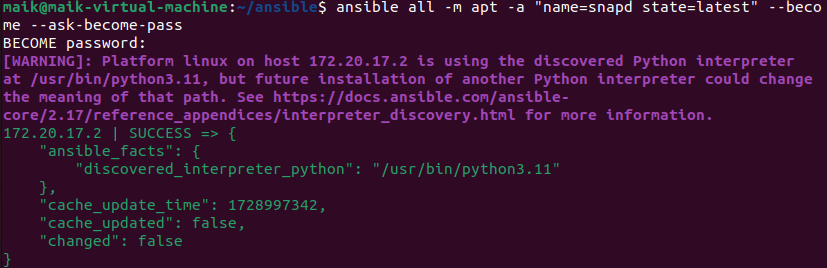 maik@maik-virtual-machine:~/ansible$ ansible all -m apt -a "name=snapd state=latest" --beco
me --ask-become-pass
BECOME password:
[WARNING]: Platform linux on host 172.20.17.2 is using the discovered Python interpreter
at /usr/bin/python3.11, but future installation of another Python interpreter could change
the meaning of that path. See https://docs.ansible.com/ansible-
core/2.17/reference_appendices/interpreter_discovery.html for more information.
172.20.17.2 | SUCCESS => {
    "ansible_facts": {
        "discovered_interpreter_python": "/usr/bin/python3.11"
    },
    "cache_update_time": 1728997342,
    "cache_updated": false,
    "changed": false
}